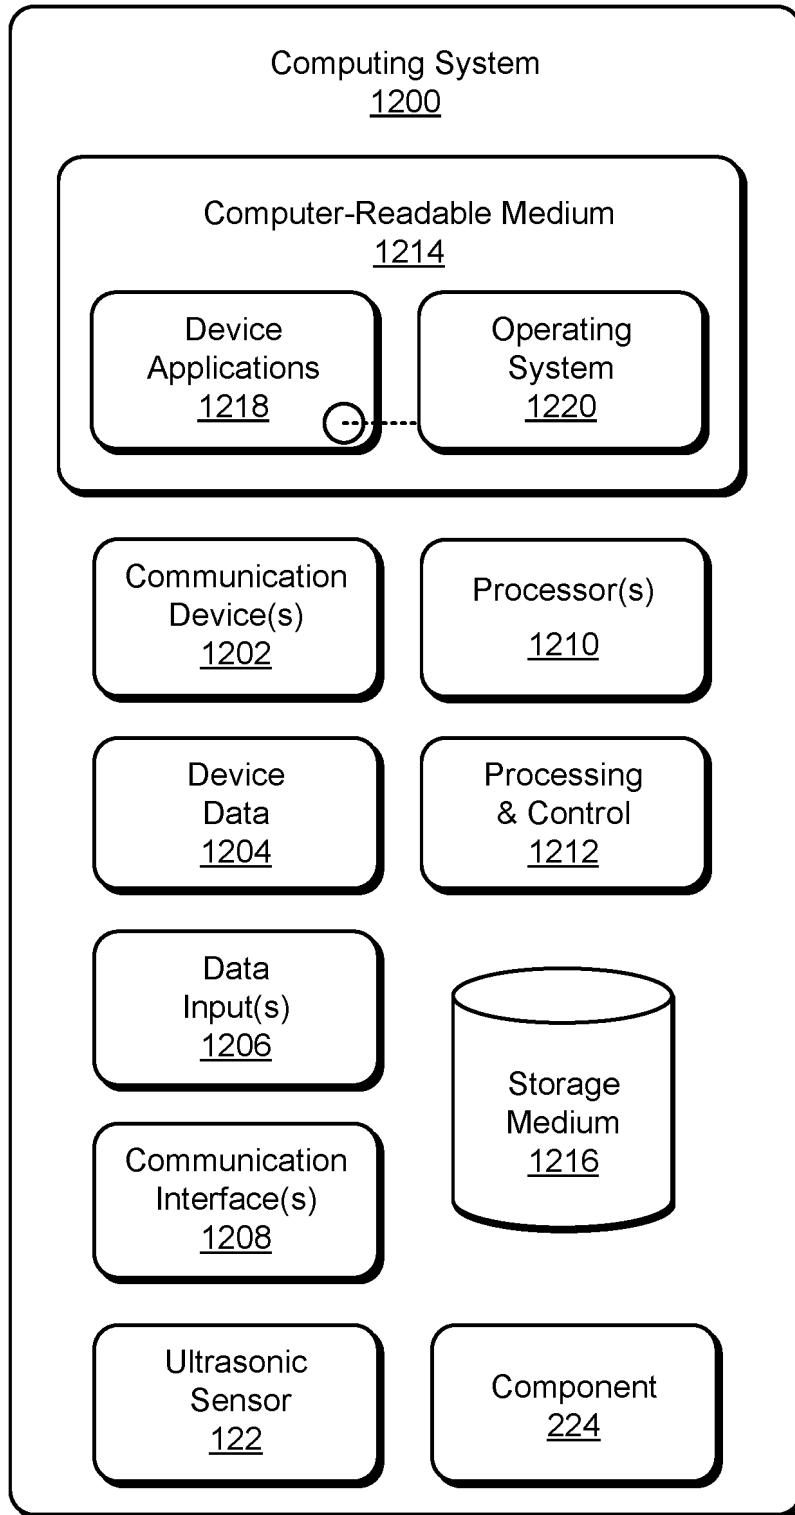 Computing System
1200
Computer-Readable Medium
1214
Device
Applications
1218
Operating
System
1220
Communication
Device(s)
1202
Processor(s)
1210
Device
Data
1204
Processing
& Control
1212
Data
Input(s)
1206
Storage
Medium
1216
Communication
Interface(s)
1208
Ultrasonic
Sensor
122
Component
224